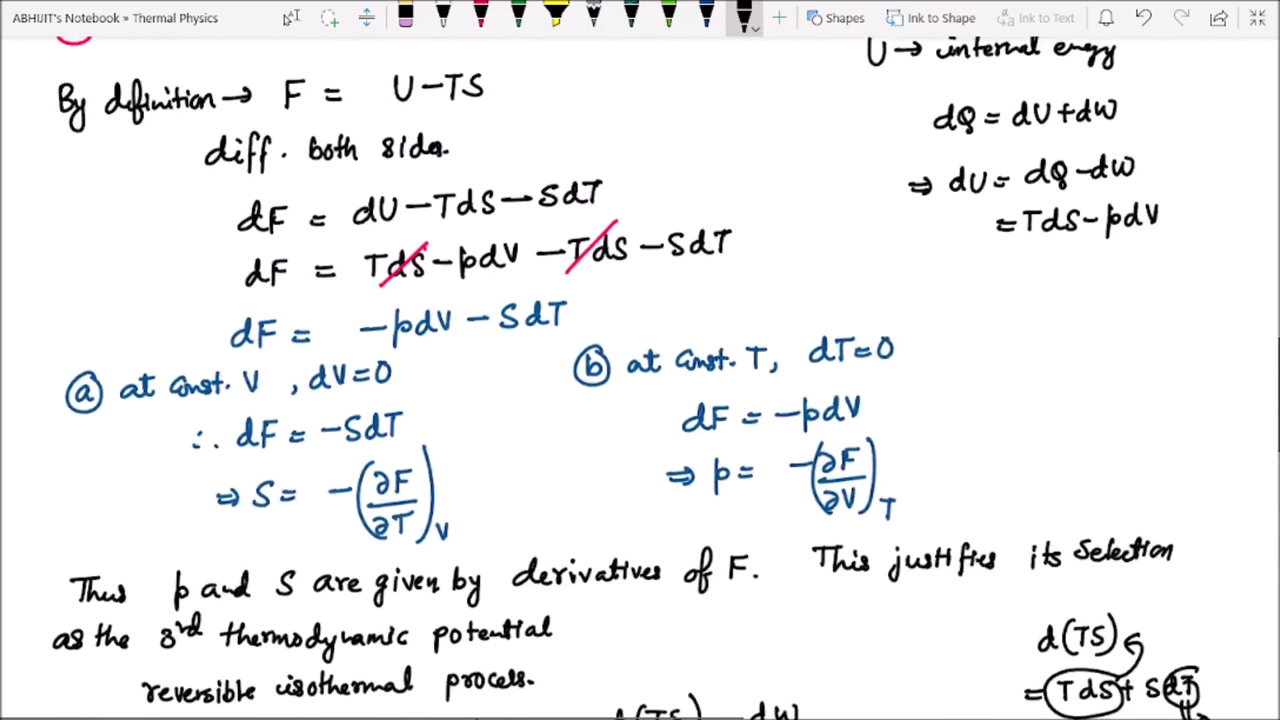 ABHIJIT's Notebook » Thermal Physics
Shapes
Ink to Shape
Ink to Text
U → internal enegy
By definition → F = U - TS
diff. both sides.
dF = dU - TdS - SdT
dF = TdS - pdV - TdS - SdT
dF = -pdV - SdT
dQ = dU + dW
⇒ dU = dQ - dW
= TdS - pdV
ⓐ at const. V , dV=0
∴ dF = -SdT
⇒ S = -(∂F/∂T)V
ⓑ at const. T, dT=0
dF = -pdV
⇒ p = -(∂F/∂V)T
Thus p and S are given by derivatives of F. This justifies its selection
as the 3rd thermodynamic potential
reversible isothermal process.
d(TS)
= TdS + SdT